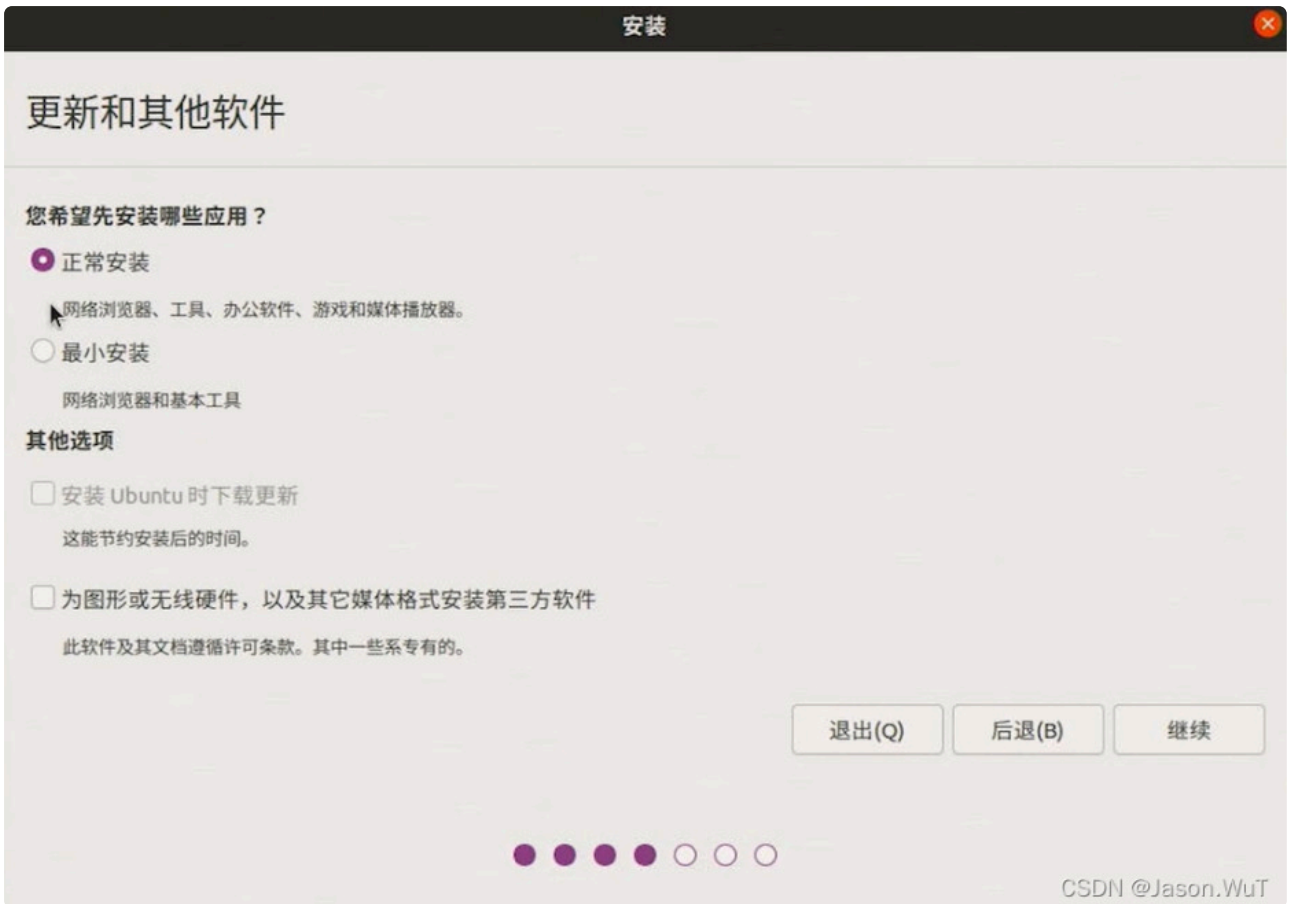 安装
更新和其他软件
您希望先安装哪些应用？
正常安装
网络浏览器、工具、办公软件、游戏和媒体播放器。
最小安装
网络浏览器和基本工具
其他选项
安装 Ubuntu 时下载更新
这能节约安装后的时间。
为图形或无线硬件，以及其它媒体格式安装第三方软件
此软件及其文档遵循许可条款。其中一些系专有的。
退出(Q) 后退(B) 继续
CSDN @Jason.WuT